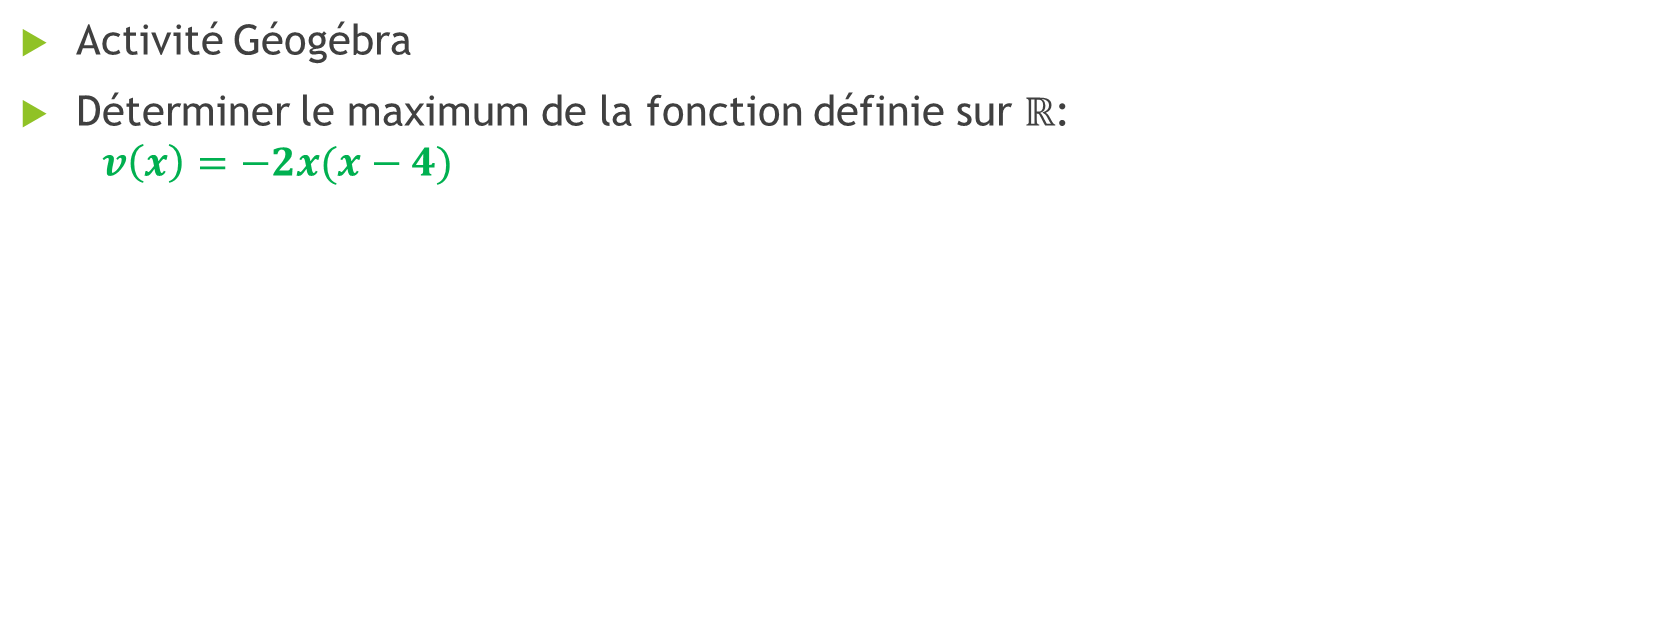 Activité Géogébra
Déterminer le maximum de la fonction définie sur ℝ:
v(x) = −2x(x − 4)